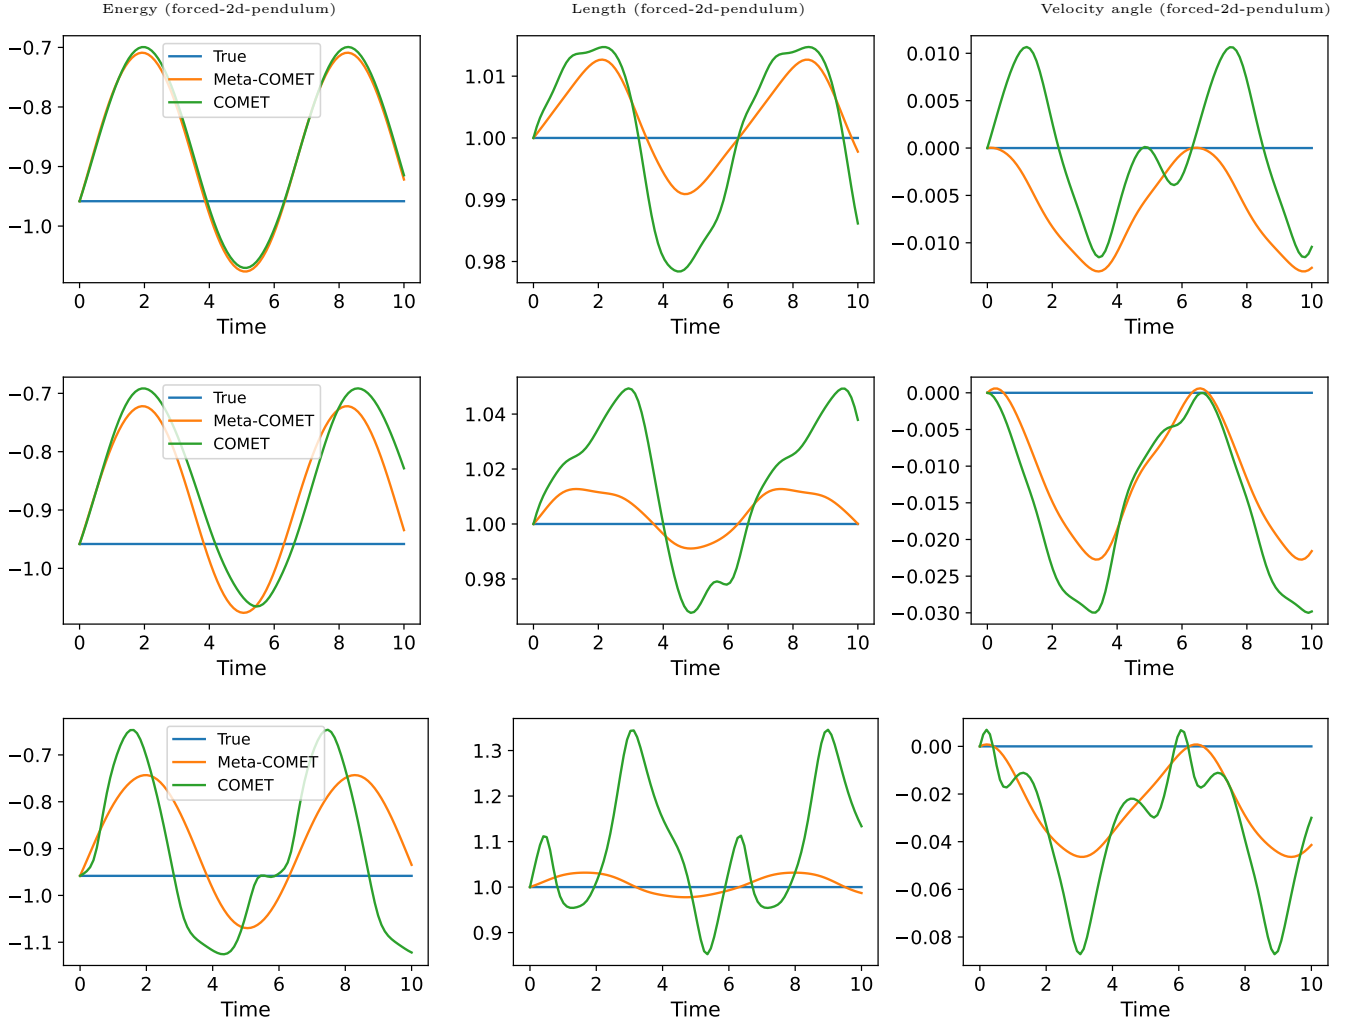 Energy (forced-2d-pendulum)
Length (forced-2d-pendulum)
Velocity angle (forced-2d-pendulum)
−0.7
−0.8
−0.9
−1.0
0 2 4 6 8 10
Time
True
Meta-COMET
COMET
1.01
1.00
0.99
0.98
0 2 4 6 8 10
Time
0.010
0.005
0.000
−0.005
−0.010
0 2 4 6 8 10
Time
−0.7
−0.8
−0.9
−1.0
0 2 4 6 8 10
Time
True
Meta-COMET
COMET
1.04
1.02
1.00
0.98
0 2 4 6 8 10
Time
0.000
−0.005
−0.010
−0.015
−0.020
−0.025
−0.030
0 2 4 6 8 10
Time
−0.7
−0.8
−0.9
−1.0
−1.1
0 2 4 6 8 10
Time
True
Meta-COMET
COMET
1.3
1.2
1.1
1.0
0.9
0 2 4 6 8 10
Time
0.00
−0.02
−0.04
−0.06
−0.08
0 2 4 6 8 10
Time